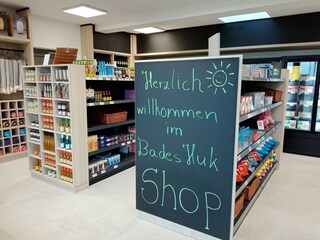 Herzlich
willkommen
im
Bades Huk
Shop